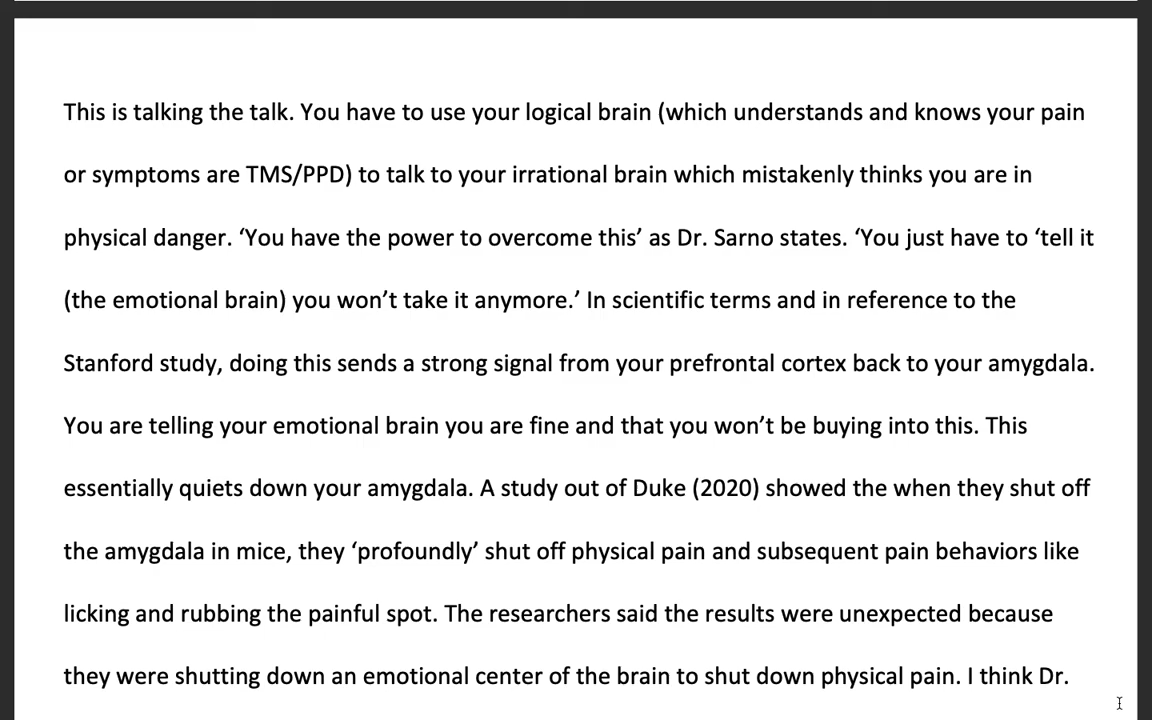 This is talking the talk. You have to use your logical brain (which understands and knows your pain
or symptoms are TMS/PPD) to talk to your irrational brain which mistakenly thinks you are in
physical danger. ‘You have the power to overcome this’ as Dr. Sarno states. ‘You just have to ‘tell it
(the emotional brain) you won’t take it anymore.’ In scientific terms and in reference to the
Stanford study, doing this sends a strong signal from your prefrontal cortex back to your amygdala.
You are telling your emotional brain you are fine and that you won’t be buying into this. This
essentially quiets down your amygdala. A study out of Duke (2020) showed the when they shut off
the amygdala in mice, they ‘profoundly’ shut off physical pain and subsequent pain behaviors like
licking and rubbing the painful spot. The researchers said the results were unexpected because
they were shutting down an emotional center of the brain to shut down physical pain. I think Dr.